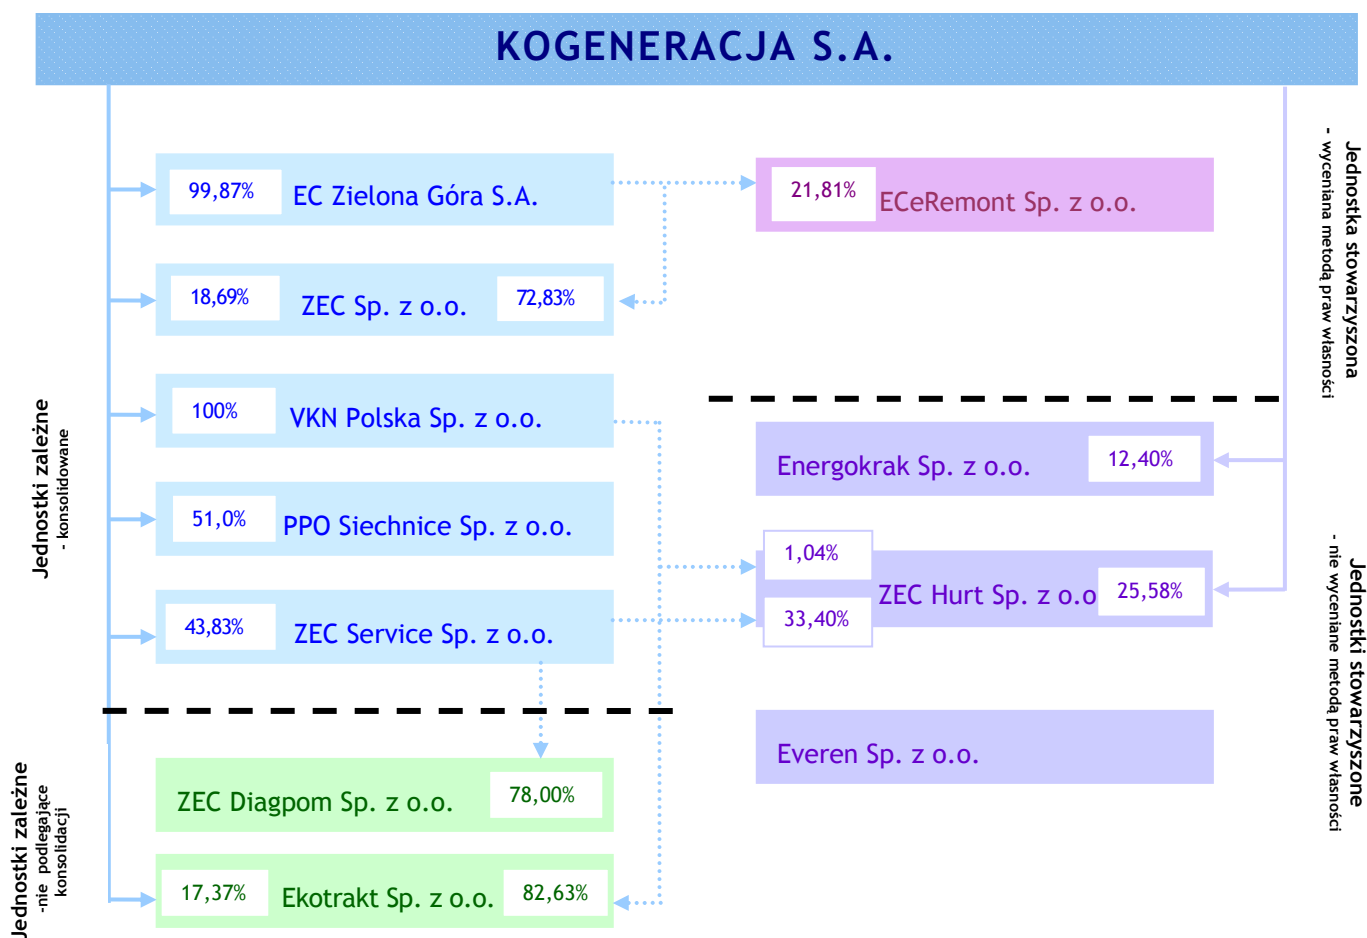 KOGENERACJA S.A.
Jednostki zależne
- konsolidowane
99,87%
EC Zielona Góra S.A.
18,69%
ZEC Sp. z o.o.
72,83%
100%
VKN Polska Sp. z o.o.
51,0%
PPO Siechnice Sp. z o.o.
43,83%
ZEC Service Sp. z o.o.
Jednostki zależne
-nie podlegające
konsolidacji
ZEC Diagpom Sp. z o.o.
78,00%
17,37%
Ekotrakt Sp. z o.o.
82,63%
Jednostka stowarzyszona
- wyceniana metodą praw własności
21,81%
ECeRemont Sp. z o.o.
Jednostki stowarzyszone
- nie wyceniane metodą praw własności
Energokrak Sp. z o.o.
12,40%
1,04%
ZEC Hurt Sp. z o.o
25,58%
33,40%
Everen Sp. z o.o.